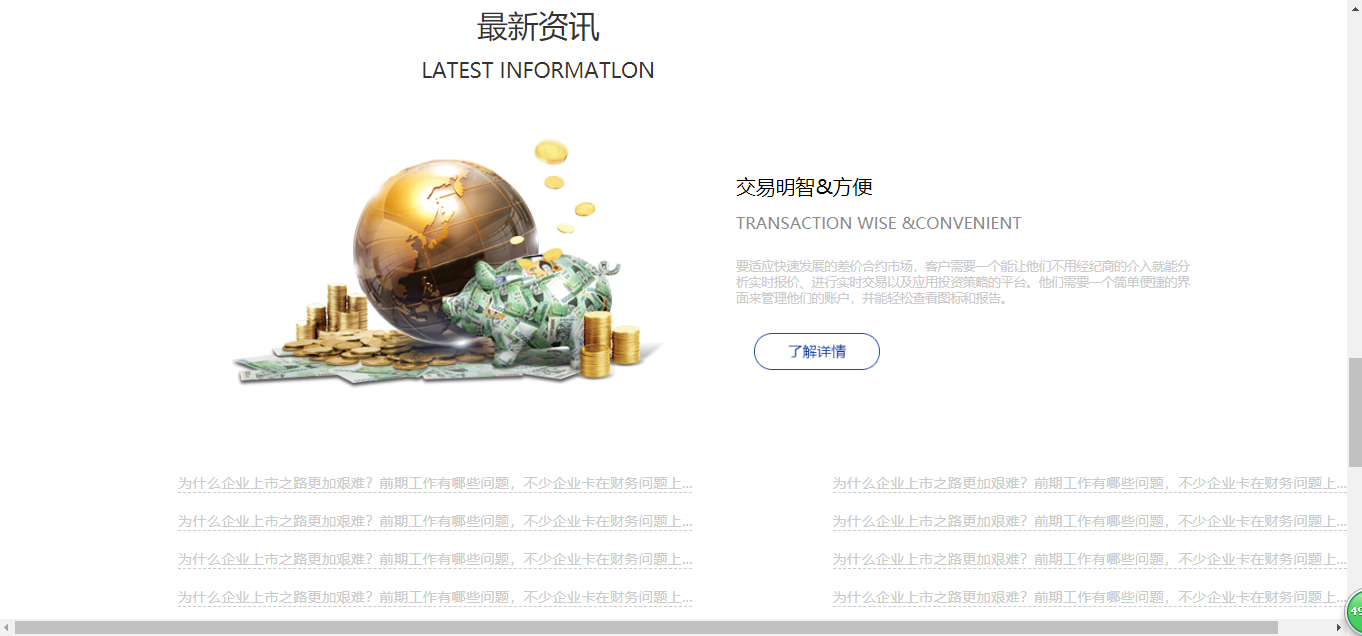 最新资讯
LATEST INFORMATLON
交易明智&方便
TRANSACTION WISE &CONVENIENT
要适应快速发展的差价合约市场，客户需要一个能让他们不用经纪商的介入就能分
析实时报价、进行实时交易以及应用投资策略的平台。他们需要一个简单便捷的界
面来管理他们的账户，并能轻松查看图标和报告。
了解详情
为什么企业上市之路更加艰难？前期工作有哪些问题，不少企业卡在财务问题上...
为什么企业上市之路更加艰难？前期工作有哪些问题，不少企业卡在财务问题上...
为什么企业上市之路更加艰难？前期工作有哪些问题，不少企业卡在财务问题上...
为什么企业上市之路更加艰难？前期工作有哪些问题，不少企业卡在财务问题上...
为什么企业上市之路更加艰难？前期工作有哪些问题，不少企业卡在财务问题上...
为什么企业上市之路更加艰难？前期工作有哪些问题，不少企业卡在财务问题上...
为什么企业上市之路更加艰难？前期工作有哪些问题，不少企业卡在财务问题上...
为什么企业上市之路更加艰难？前期工作有哪些问题，不少企业卡在财务问题上...